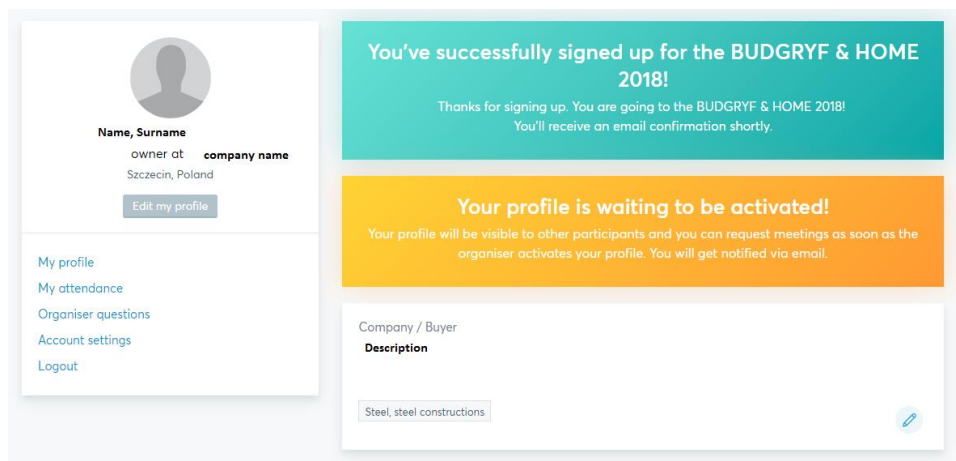 Name, Surname
owner at company name
Szczecin, Poland
Edit my profile
My profile
My attendance
Organiser questions
Account settings
Logout
You've successfully signed up for the BUDGRYF & HOME
2018!
Thanks for signing up. You are going to the BUDGRYF & HOME 2018!
You'll receive an email confirmation shortly.
Your profile is waiting to be activated!
Your profile will be visible to other participants and you can request meetings as soon as the
organiser activates your profile. You will get notified via email.
Company / Buyer
Description
Steel, steel constructions